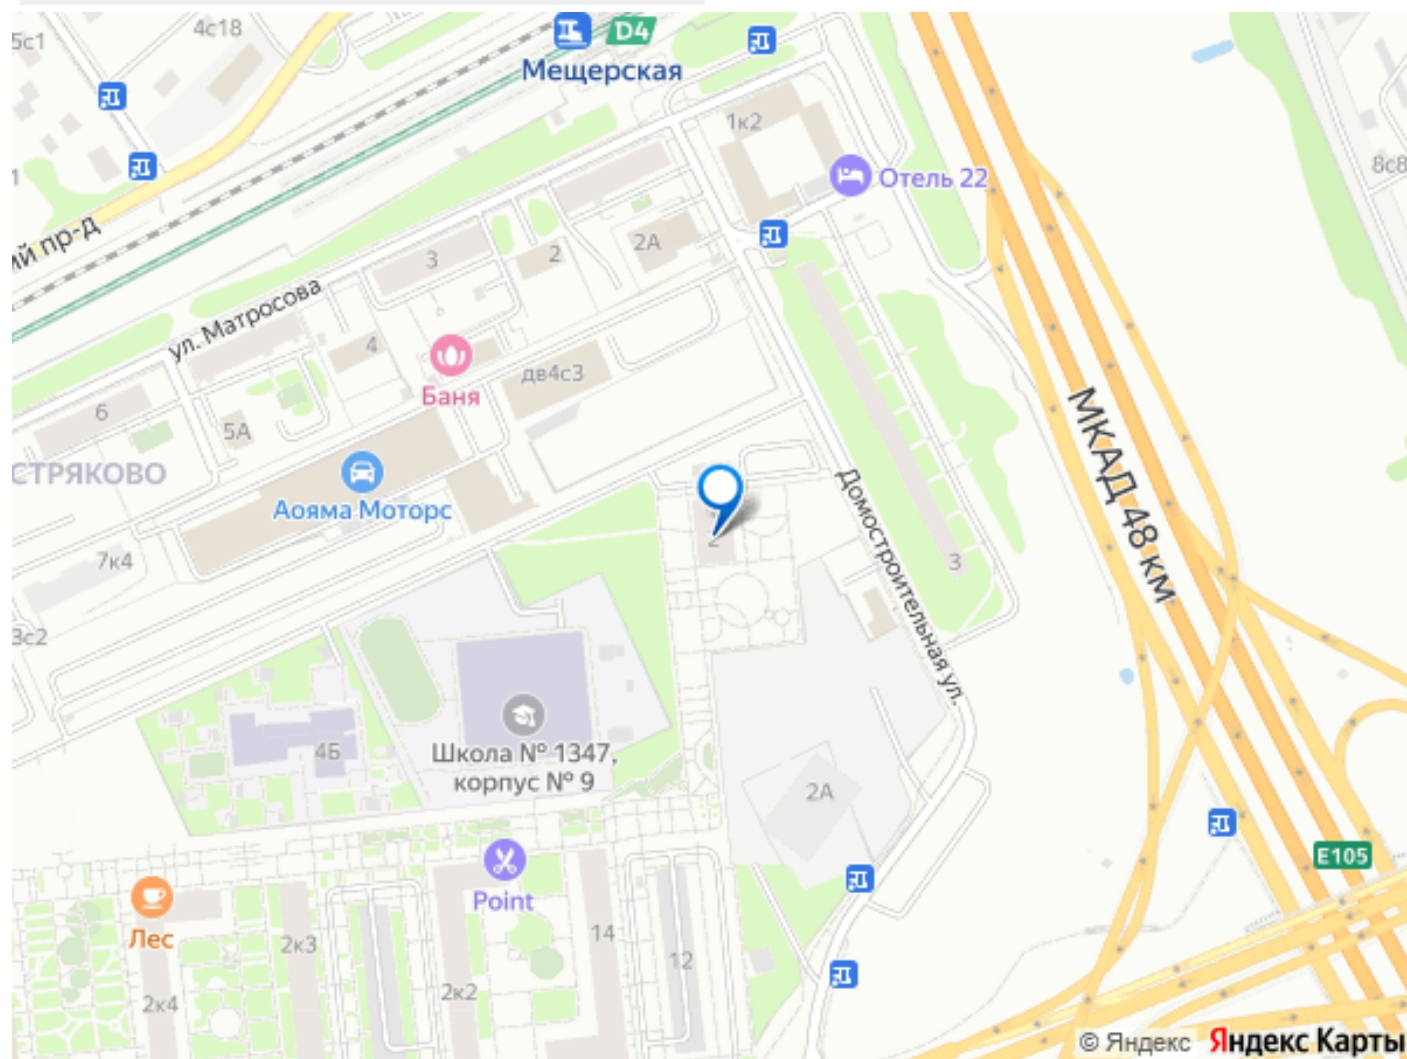 5с1
4с18
D4
Мещерская
1к2
8с8
Отель 22
ий пр-д
2А
2
3
ул. Матросова
4
Баня
дв4с3
6
5А
СТРЯКОВО
Аояма Моторс
МКАД 48 км
Домостроительная ул.
2
7к4
3
3с2
4Б
Школа № 1347,
корпус № 9
2А
E105
Point
Лес
2к3
14
12
2к4
2к2
© Яндекс Яндекс Карты